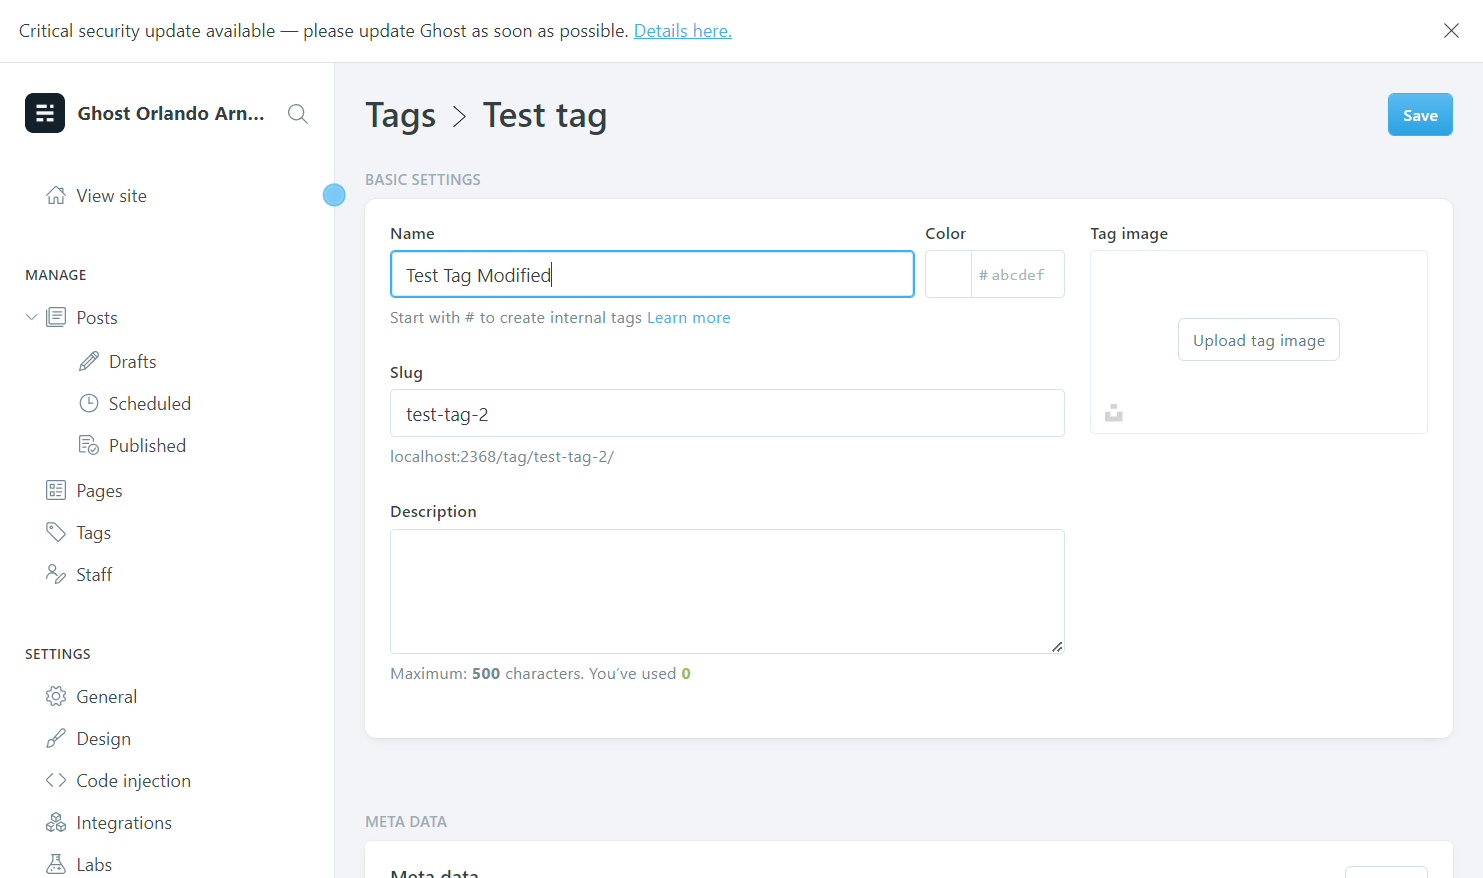 Critical security update available — please update Ghost as soon as possible. Details here.
Ghost Orlando Arn...
View site
MANAGE
Posts
Drafts
Scheduled
Published
Pages
Tags
Staff
SETTINGS
General
Design
Code injection
Integrations
Labs
Tags > Test tag
Save
BASIC SETTINGS
Name
Test Tag Modified
Start with # to create internal tags Learn more
Color
# abcdef
Tag image
Upload tag image
Slug
test-tag-2
localhost:2368/tag/test-tag-2/
Description
Maximum: 500 characters. You’ve used 0
META DATA
Meta data